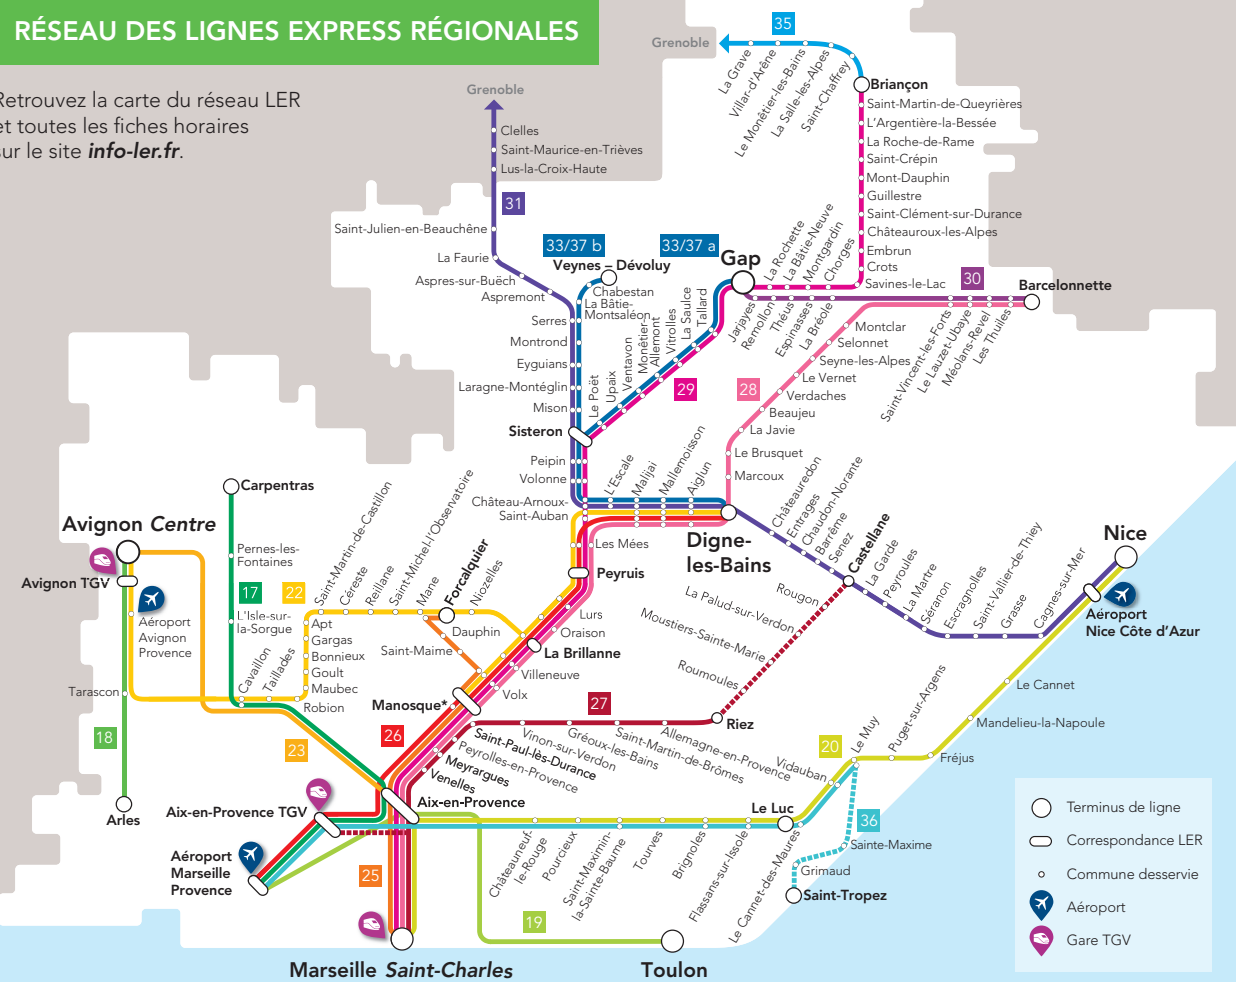 RÉSEAU DES LIGNES EXPRESS RÉGIONALES
Retrouvez la carte du réseau LER
et toutes les fiches horaires
sur le site info-ler.fr.
35
Grenoble
La Grave
Villar-d'Arêne
Le Monêtier-les-Bains
La Salle-les-Alpes
Saint-Chaffrey
Briançon
Saint-Martin-de-Queyrières
L'Argentière-la-Bessée
La Roche-de-Rame
Saint-Crépin
Mont-Dauphin
Guillestre
Saint-Clément-sur-Durance
Châteauroux-les-Alpes
Embrun
Crots
Savines-le-Lac
Grenoble
Clelles
Saint-Maurice-en-Trièves
Lus-la-Croix-Haute
31
Saint-Julien-en-Beauchêne
La Faurie
Aspres-sur-Buëch
Aspremont
Serres
Montrond
Eyguians
Laragne-Montéglin
Mison
Sisteron
Peipin
Volonne
Château-Arnoux-
Saint-Auban
33/37 b
33/37 a
Veynes – Dévoluy
Chabestan
La Bâtie-
Montsaléon
Gap
La Rochette
La Bâtie-Neuve
Montgardin
Chorges
30
Barcelonnette
Le Poët
Upaix
Ventavon
Monêtier-
Allemont
Vitrolles
La Saulce
Tallard
Jarjayes
Remollon
Théus
Espinasses
La Bréole
Saint-Vincent-les-Forts
Le Lauzet-Ubaye
Méolans-Revel
Les Thuiles
29
28
Montclar
Selonnet
Seyne-les-Alpes
Le Vernet
Verdaches
Beaujeu
La Javie
Le Brusquet
Marcoux
L'Escale
Malijai
Mallemoisson
Aiglun
Digne-
les-Bains
Les Mées
Peyruis
Châteauredon
Entrages
Chaudon-Norante
Barrême
Senez
Castellane
La Garde
Peyroules
La Martre
Séranon
Escragnolles
Saint-Vallier-de-Thiey
Grasse
Cagnes-sur-Mer
Nice
Aéroport
Nice Côte d'Azur
Carpentras
Avignon Centre
Avignon TGV
Aéroport
Avignon
Provence
Pernes-les-
Fontaines
17
L'Isle-sur-
la-Sorgue
22
Cavaillon
Taillades
Saint-Martin-de-Castillon
Céreste
Reillane
Saint-Michel-l'Observatoire
Mane
Forcalquier
Niozelles
Apt
Gargas
Bonnieux
Goult
Maubec
Robion
Dauphin
Saint-Maime
Lurs
Oraison
La Brillanne
Villeneuve
Volx
Manosque*
Tarascon
18
Arles
23
26
27
Rougon
La Palud-sur-Verdon
Moustiers-Sainte-Marie
Roumoules
Riez
Saint-Paul-lès-Durance
Peyrolles-en-Provence
Meyrargues
Venelles
Vinon-sur-Verdon
Gréoux-les-Bains
Saint-Martin-de-Brômes
Allemagne-en-Provence
Vidauban
20
Le Muy
Puget-sur-Argens
Fréjus
Mandelieu-la-Napoule
Le Cannet
Aix-en-Provence TGV
Aix-en-Provence
Aéroport
Marseille
Provence
25
19
Le Luc
Châteauneuf-
le-Rouge
Pourcieux
Saint-Maximin-
la-Sainte-Baume
Tourves
Brignoles
Flassans-sur-Issole
Le Cannet-des-Maures
36
Sainte-Maxime
Grimaud
Saint-Tropez
Marseille Saint-Charles
Toulon
Terminus de ligne
Correspondance LER
Commune desservie
Aéroport
Gare TGV